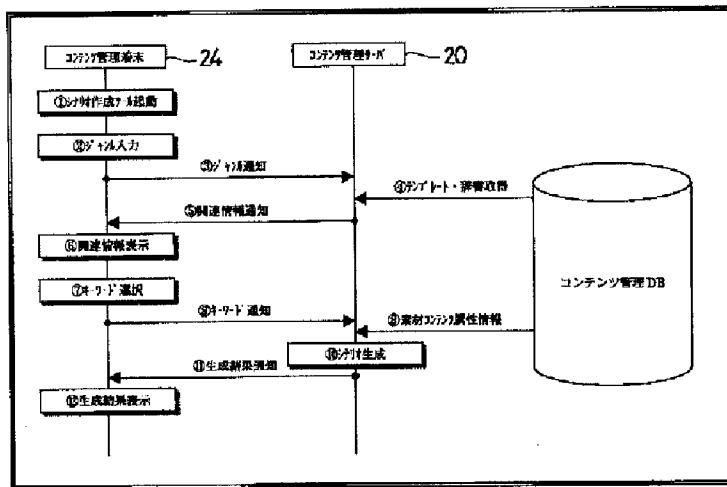 コンテンツ管理端末
24
コンテンツ管理サーバ
20
①シナリオ作成ツール起動
②ジャンル入力
③ジャンル通知
④テンプレート・辞書取得
⑤関連情報通知
⑥関連情報表示
⑦キーワード選択
コンテンツ管理DB
⑧キーワード通知
⑨素材コンテンツ属性情報
⑩シナリオ生成
⑪生成結果通知
⑫生成結果表示